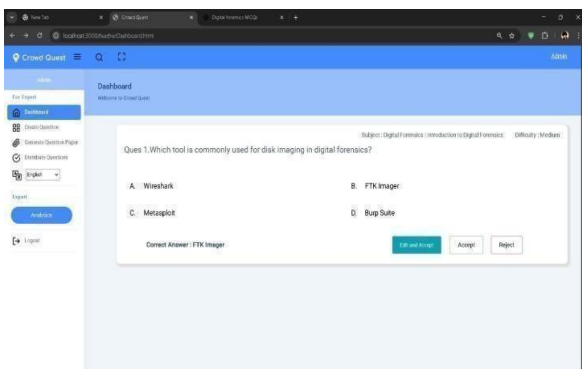 New Tab
Crowd Quest
Digital Forensics MCQs
Crowd Quest
Admin
Admin
Dashboard
Welcome to Crowd Quest
For Expert
Dashboard
Create Question
Generate Question Paper
Distribute Questions
English
Expert
Analytics
Logout
Subject : Digital Forensics : Introduction to Digital Forensics Difficulty : Medium
Ques 1.Which tool is commonly used for disk imaging in digital forensics?
A. Wireshark
B. FTK Imager
C. Metasploit
D. Burp Suite
Correct Answer : FTK Imager
Edit and Accept
Accept
Reject